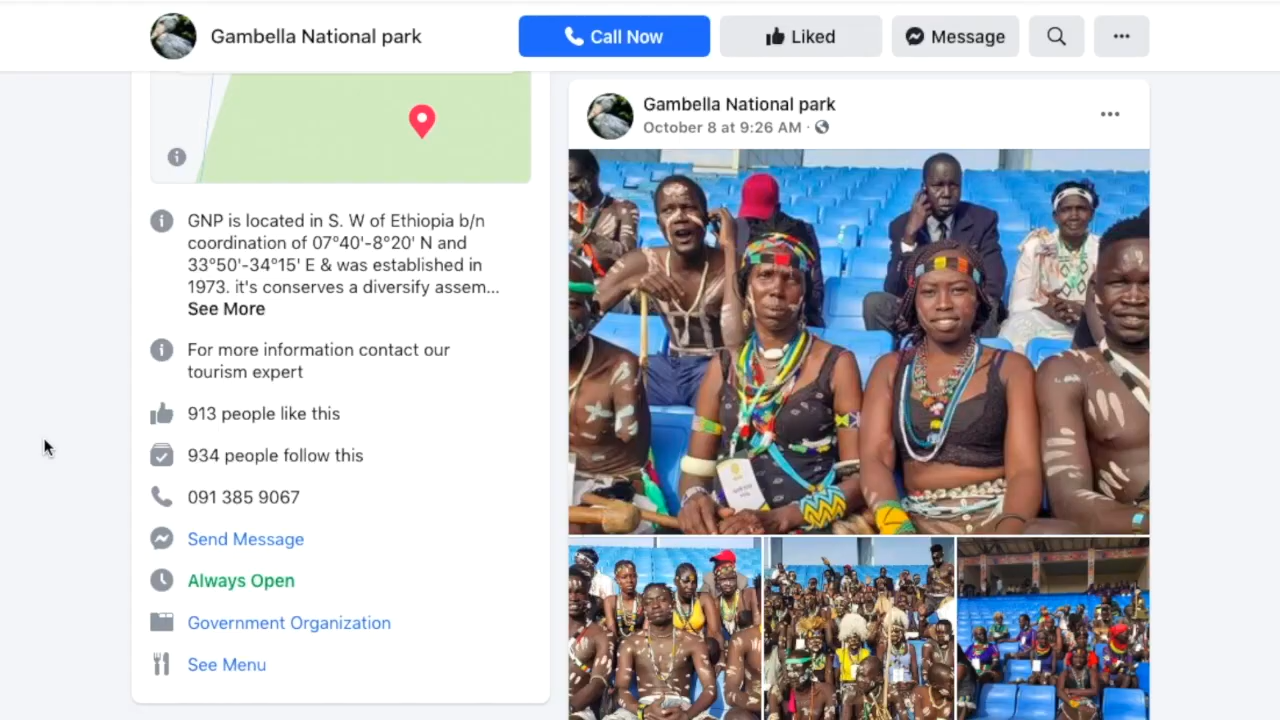 Gambella National park
Call Now
Liked
Message
GNP is located in S. W of Ethiopia b/n
coordination of 07°40'-8°20' N and
33°50'-34°15' E & was established in
1973. it's conserves a diversify assem...
See More
For more information contact our
tourism expert
913 people like this
934 people follow this
091 385 9067
Send Message
Always Open
Government Organization
See Menu
Gambella National park
October 8 at 9:26 AM ·